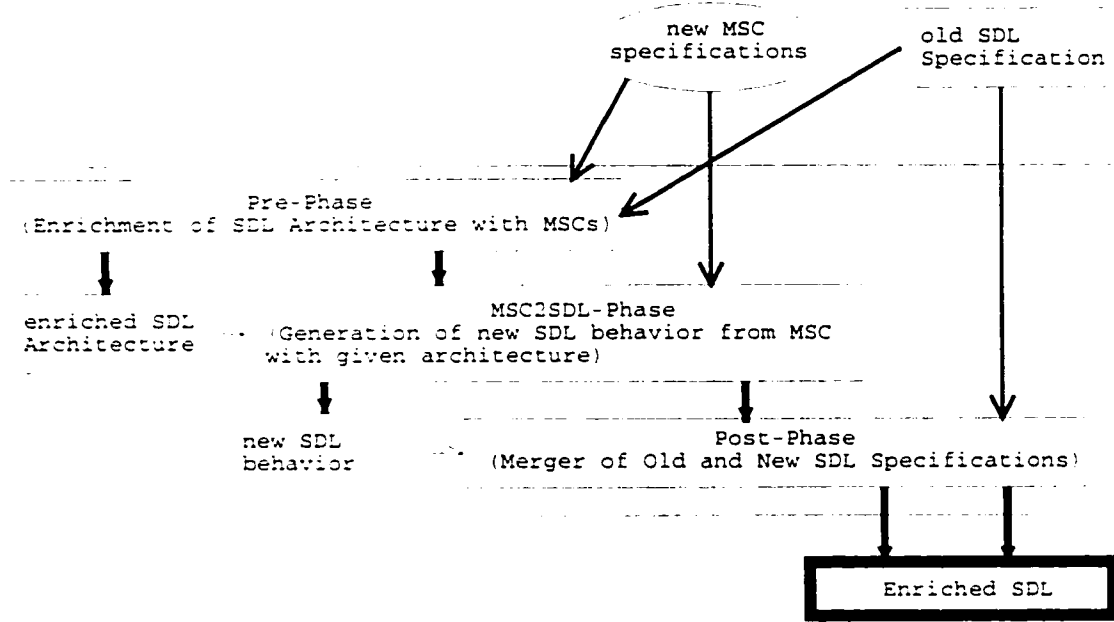 new MSC
specifications
old SDL
Specification
Pre-Phase
(Enrichment of SDL Architecture with MSCs)
enriched SDL
Architecture
MSC2SDL-Phase
(Generation of new SDL behavior from MSC
with given architecture)
new SDL
behavior
Post-Phase
(Merger of Old and New SDL Specifications)
Enriched SDL